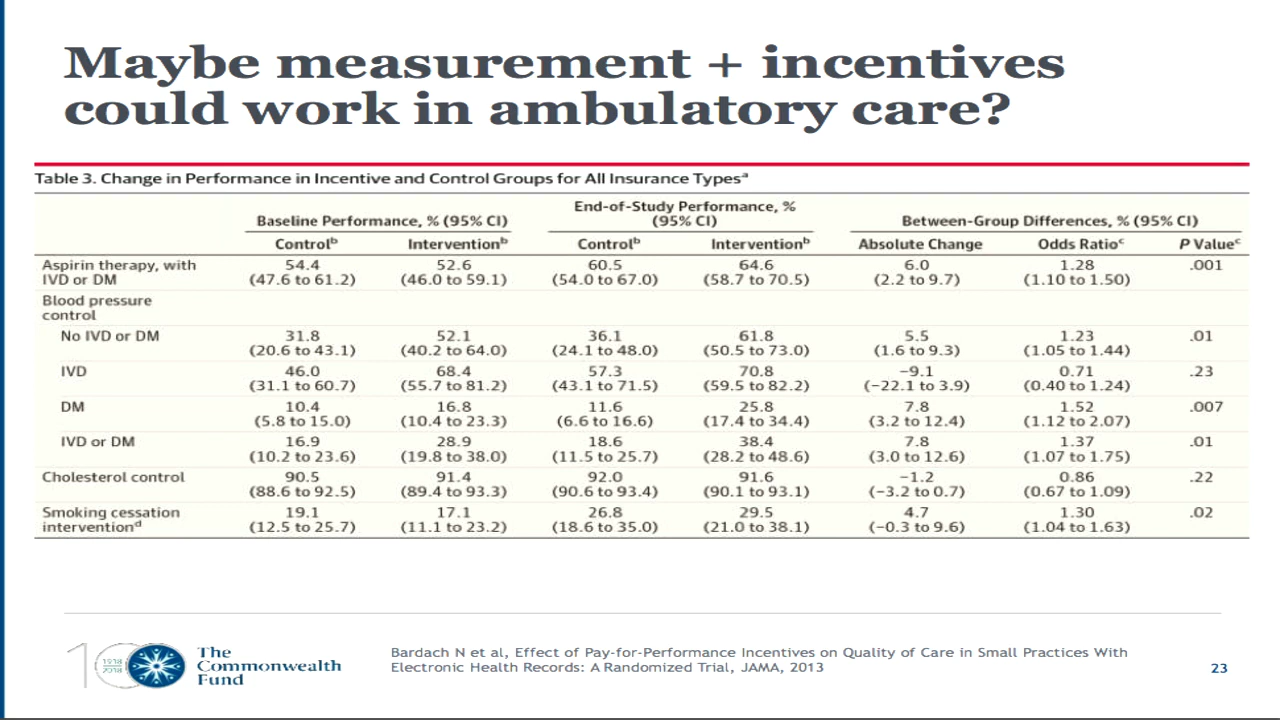 Maybe measurement + incentives
could work in ambulatory care?
Table 3. Change in Performance in Incentive and Control Groups for All Insurance Typesᵃ
Baseline Performance, % (95% CI) End-of-Study Performance, % (95% CI) Between-Group Differences, % (95% CI)
Controlᵇ Interventionᵇ Controlᵇ Interventionᵇ Absolute Change Odds Ratioᶜ P Valueᶜ
Aspirin therapy, with 54.4 52.6 60.5 64.6 6.0 1.28 .001
IVD or DM (47.6 to 61.2) (46.0 to 59.1) (54.0 to 67.0) (58.7 to 70.5) (2.2 to 9.7) (1.10 to 1.50)
Blood pressure
control
No IVD or DM 31.8 52.1 36.1 61.8 5.5 1.23 .01
(20.6 to 43.1) (40.2 to 64.0) (24.1 to 48.0) (50.5 to 73.0) (1.6 to 9.3) (1.05 to 1.44)
IVD 46.0 68.4 57.3 70.8 −9.1 0.71 .23
(31.1 to 60.7) (55.7 to 81.2) (43.1 to 71.5) (59.5 to 82.2) (−22.1 to 3.9) (0.40 to 1.24)
DM 10.4 16.8 11.6 25.8 7.8 1.52 .007
(5.8 to 15.0) (10.4 to 23.3) (6.6 to 16.6) (17.4 to 34.4) (3.2 to 12.4) (1.12 to 2.07)
IVD or DM 16.9 28.9 18.6 38.4 7.8 1.37 .01
(10.2 to 23.6) (19.8 to 38.0) (11.5 to 25.7) (28.2 to 48.6) (3.0 to 12.6) (1.07 to 1.75)
Cholesterol control 90.5 91.4 92.0 91.6 −1.2 0.86 .22
(88.6 to 92.5) (89.4 to 93.3) (90.6 to 93.4) (90.1 to 93.1) (−3.2 to 0.7) (0.67 to 1.09)
Smoking cessation 19.1 17.1 26.8 29.5 4.7 1.30 .02
interventionᵈ (12.5 to 25.7) (11.1 to 23.2) (18.6 to 35.0) (21.0 to 38.1) (−0.3 to 9.6) (1.04 to 1.63)
1918
2018
The
Commonwealth
Fund
Bardach N et al, Effect of Pay-for-Performance Incentives on Quality of Care in Small Practices With
Electronic Health Records: A Randomized Trial, JAMA, 2013
23